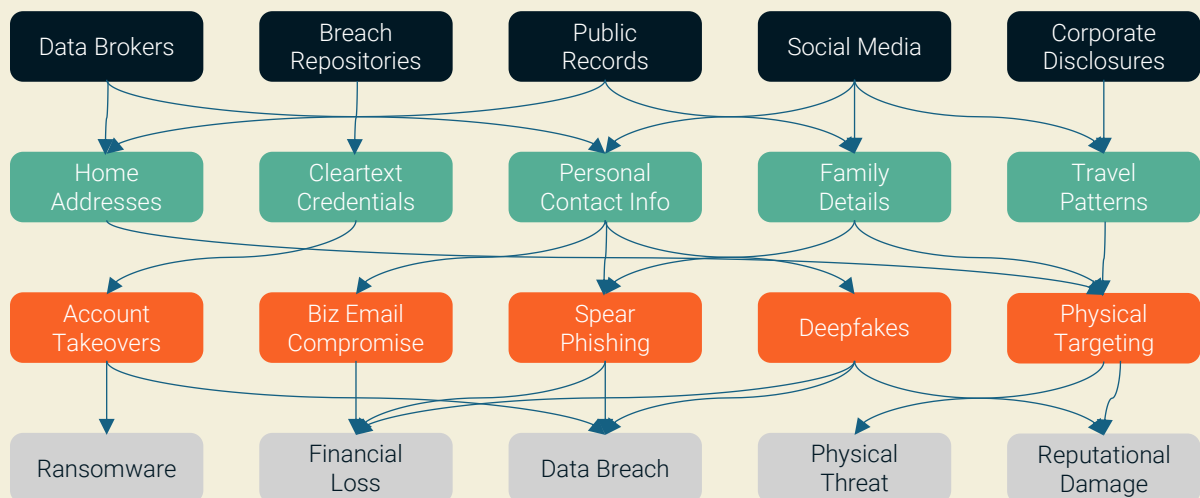 Data Brokers
Breach
Repositories
Public
Records
Social Media
Corporate
Disclosures
Home
Addresses
Cleartext
Credentials
Personal
Contact Info
Family
Details
Travel
Patterns
Account
Takeovers
Biz Email
Compromise
Spear
Phishing
Deepfakes
Physical
Targeting
Ransomware
Financial
Loss
Data Breach
Physical
Threat
Reputational
Damage